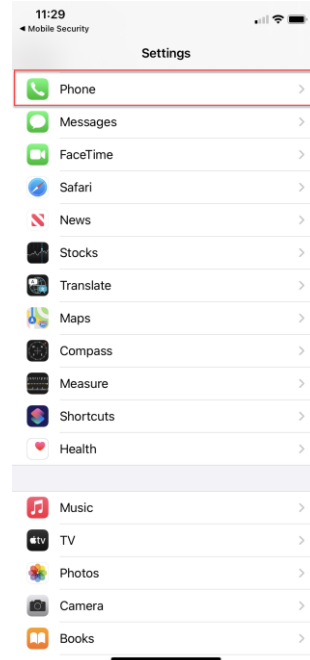 11:29
◀ Mobile Security
Settings
Phone
Messages
FaceTime
Safari
News
Stocks
Translate
Maps
Compass
Measure
Shortcuts
Health
Music
tv TV
Photos
Camera
Books